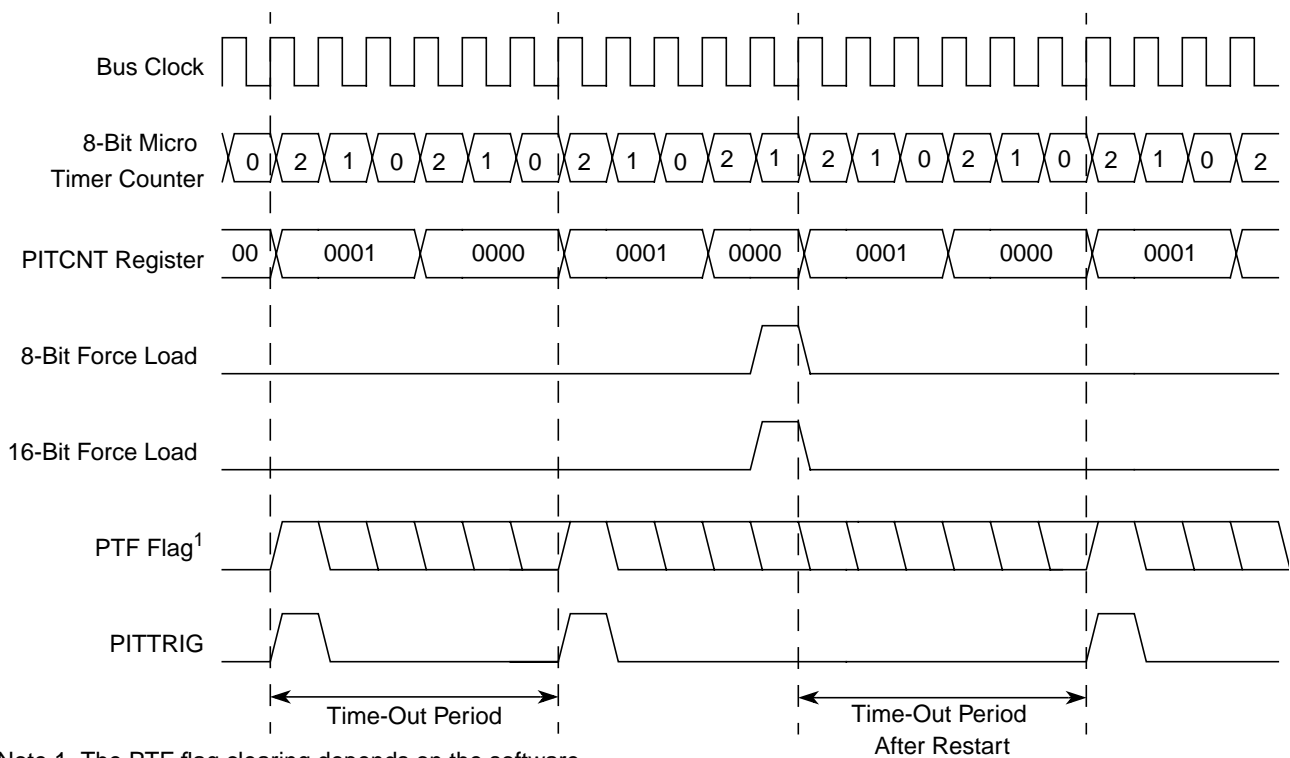 Bus Clock
8-Bit Micro
Timer Counter
0 2 1 0 2 1 0 2 1 0 2 1 2 1 0 2 1 0 2 1 0 2
PITCNT Register
00 0001 0000 0001 0000 0001 0000 0001
8-Bit Force Load
16-Bit Force Load
PTF Flag1
PITTRIG
Time-Out Period
Time-Out Period
After Restart
Note 1. The PTF flag clearing depends on the software